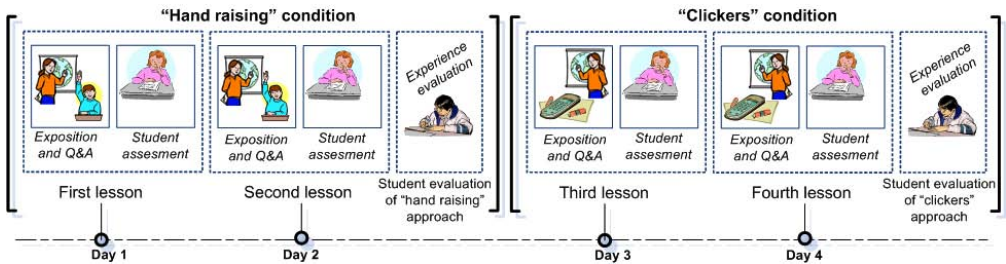 “Hand raising” condition
“Clickers” condition
Exposition
and Q&A
Student
assesment
Exposition
and Q&A
Student
assesment
Experience
evaluation
Exposition
and Q&A
Student
assesment
Exposition
and Q&A
Student
assesment
Experience
evaluation
First lesson
Second lesson
Student evaluation
of “hand raising”
approach
Third lesson
Fourth lesson
Student evaluation
of “clickers”
approach
Day 1
Day 2
Day 3
Day 4